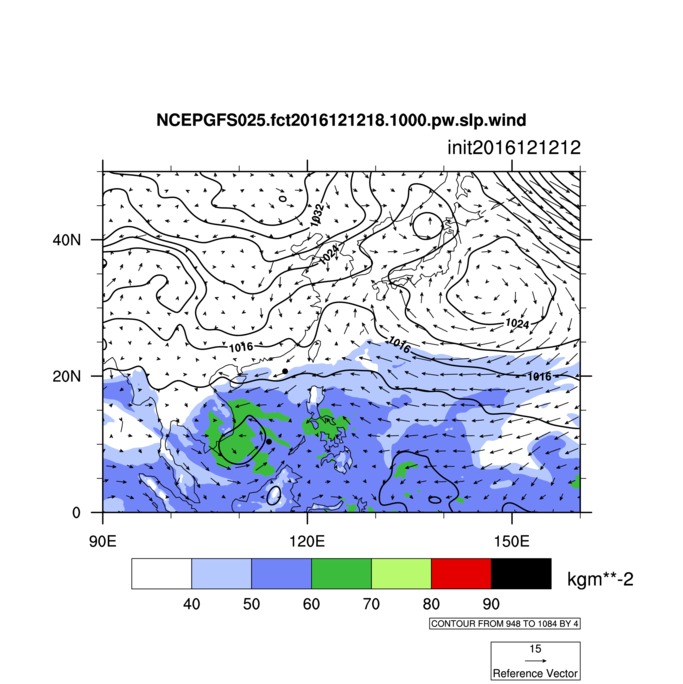 NCEPGFS025.fct2016121218.1000.pw.slp.wind
init2016121212
1032
40N
1024
1024
1016
1016
20N
1016
0
90E 120E 150E
kgm**-2
40 50 60 70 80 90
CONTOUR FROM 948 TO 1084 BY 4
15
Reference Vector